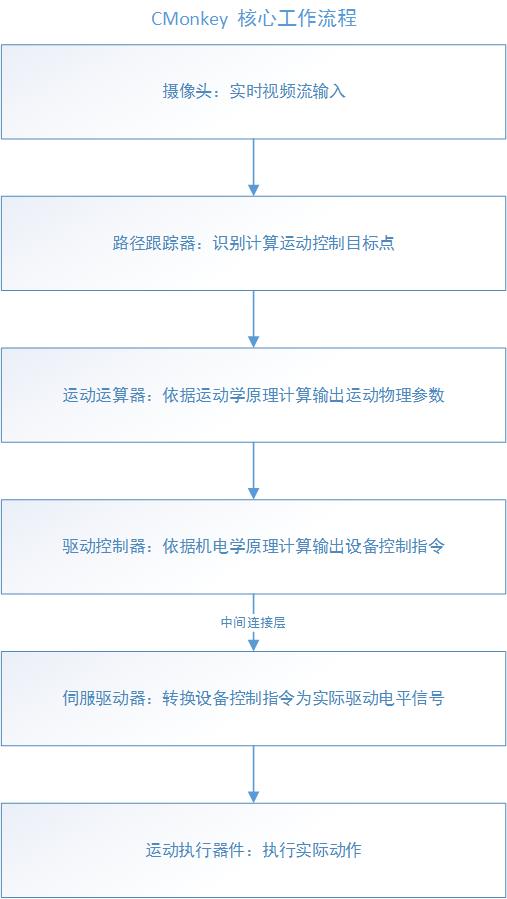 CMonkey 核心工作流程
摄像头：实时视频流输入
路径跟踪器：识别计算运动控制目标点
运动运算器：依据运动学原理计算输出运动物理参数
驱动控制器：依据机电学原理计算输出设备控制指令
中间连接层
伺服驱动器：转换设备控制指令为实际驱动电平信号
运动执行器件：执行实际动作